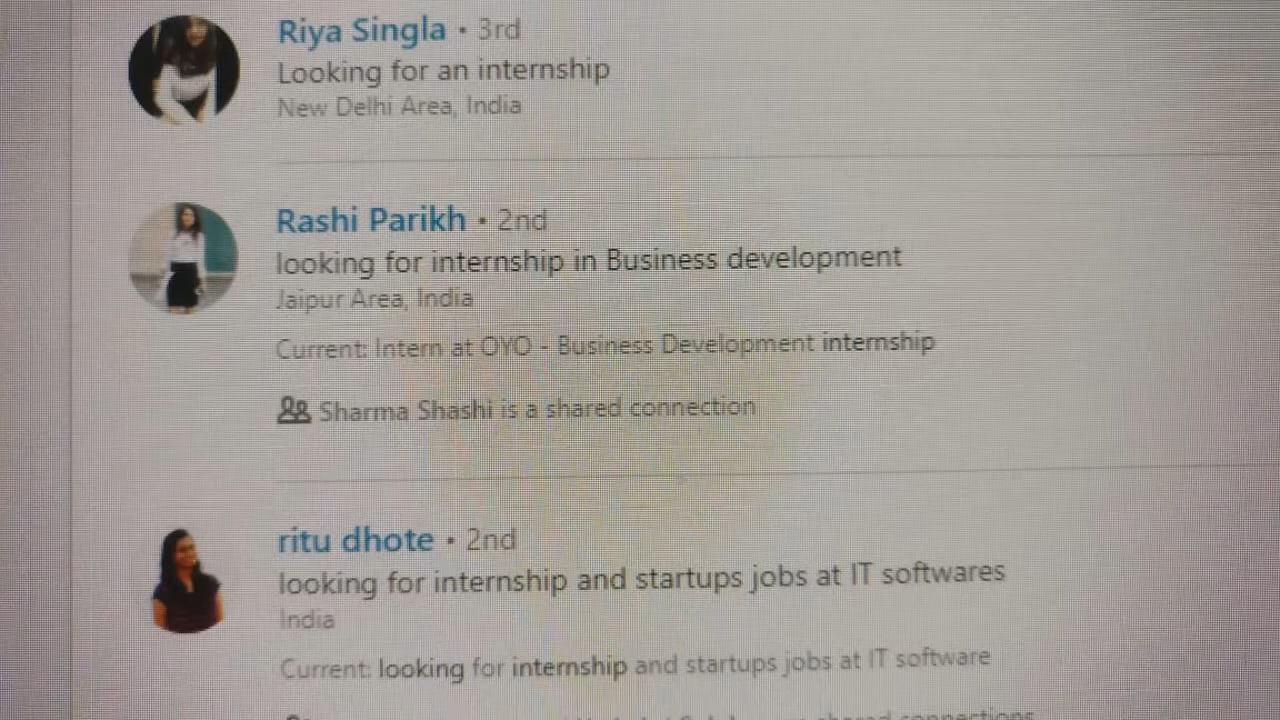 Riya Singla • 3rd
Looking for an internship
New Delhi Area, India
Rashi Parikh • 2nd
looking for internship in Business development
Jaipur Area, India
Current: Intern at OYO - Business Development internship
Sharma Shashi is a shared connection
ritu dhote • 2nd
looking for internship and startups jobs at IT softwares
India
Current: looking for internship and startups jobs at IT software
shared connections